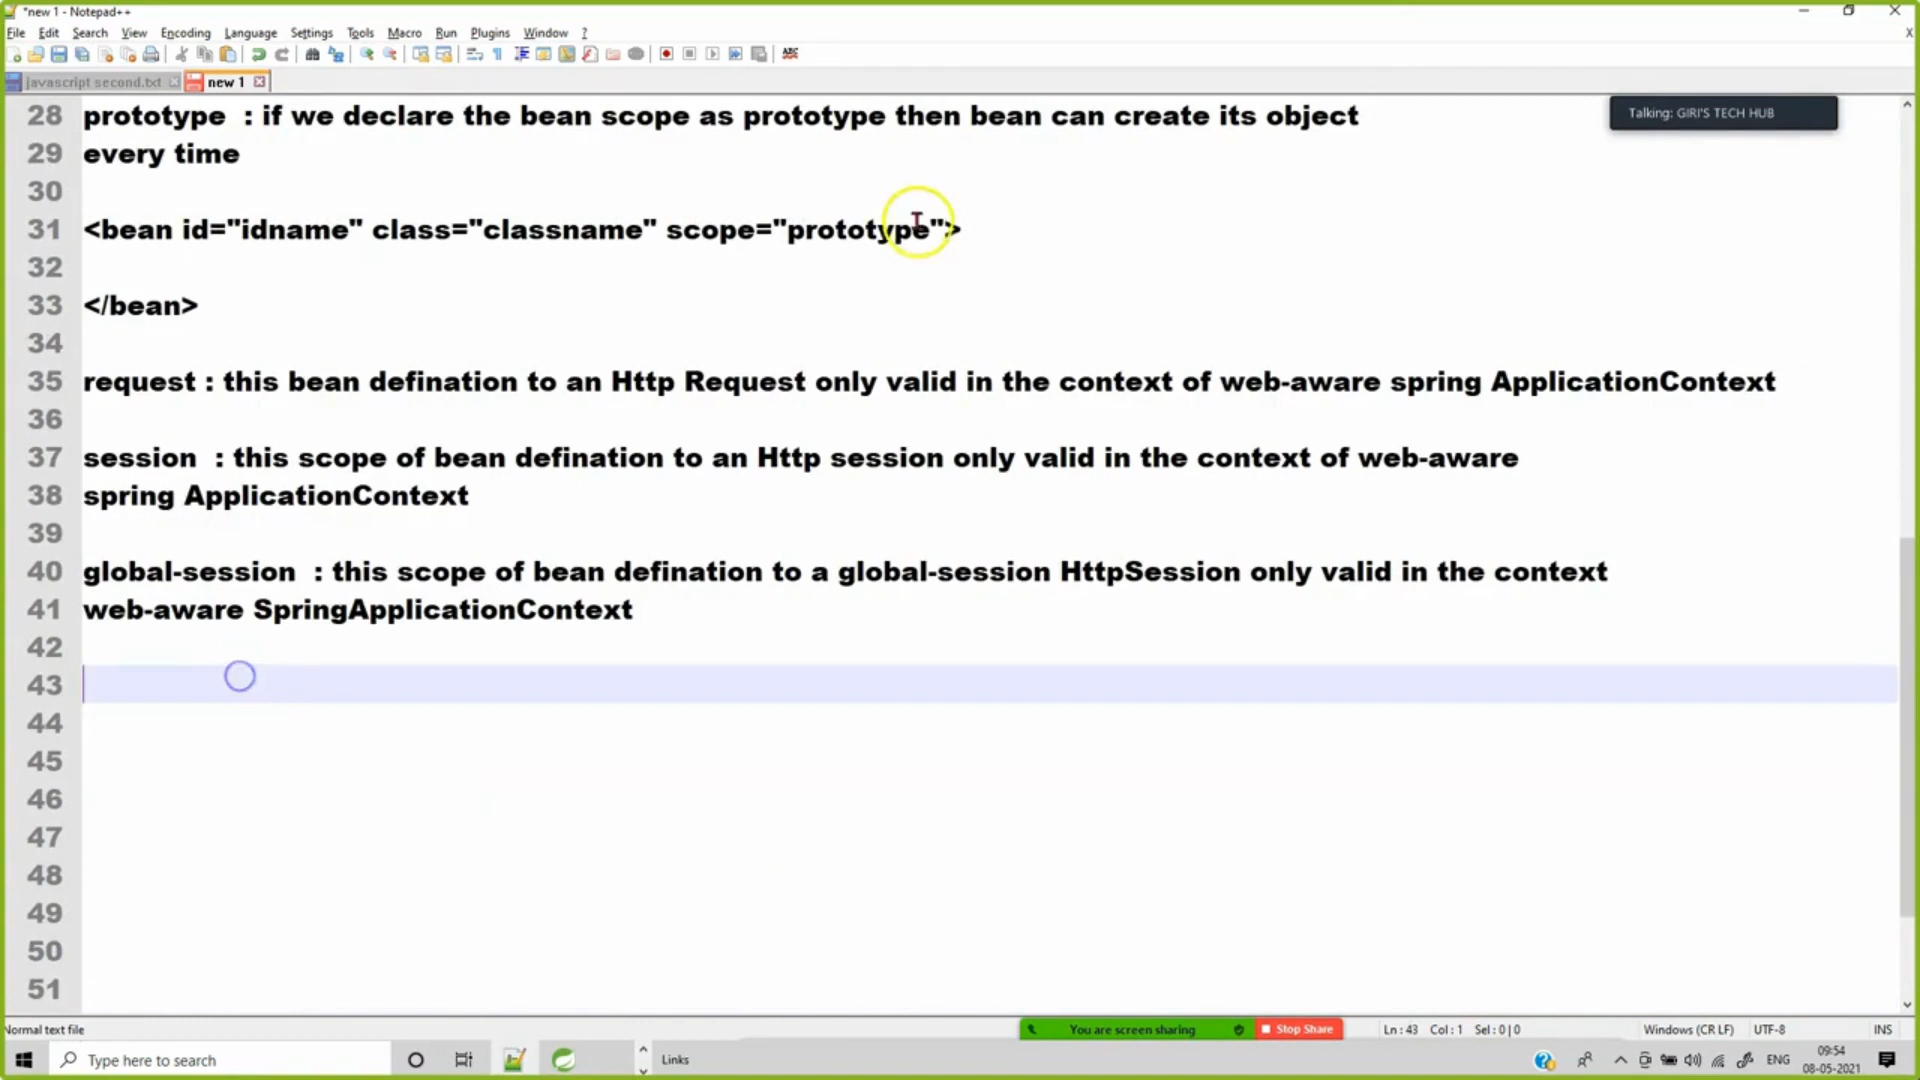 *new 1 - Notepad++
File Edit Search View Encoding Language Settings Tools Macro Run Plugins Window ? X
javascript second.txt new 1
Talking: GIRI'S TECH HUB
28 prototype : if we declare the bean scope as prototype then bean can create its object
29 every time
30
31 <bean id="idname" class="classname" scope="prototype">
32
33 </bean>
34
35 request : this bean defination to an Http Request only valid in the context of web-aware spring ApplicationContext
36
37 session : this scope of bean defination to an Http session only valid in the context of web-aware
38 spring ApplicationContext
39
40 global-session : this scope of bean defination to a global-session HttpSession only valid in the context
41 web-aware SpringApplicationContext
42
43
44
45
46
47
48
49
50
51
Normal text file You are screen sharing Stop Share Ln: 43 Col: 1 Sel: 0 | 0 Windows (CR LF) UTF-8 INS
Type here to search Links ENG 09:54
08-05-2021